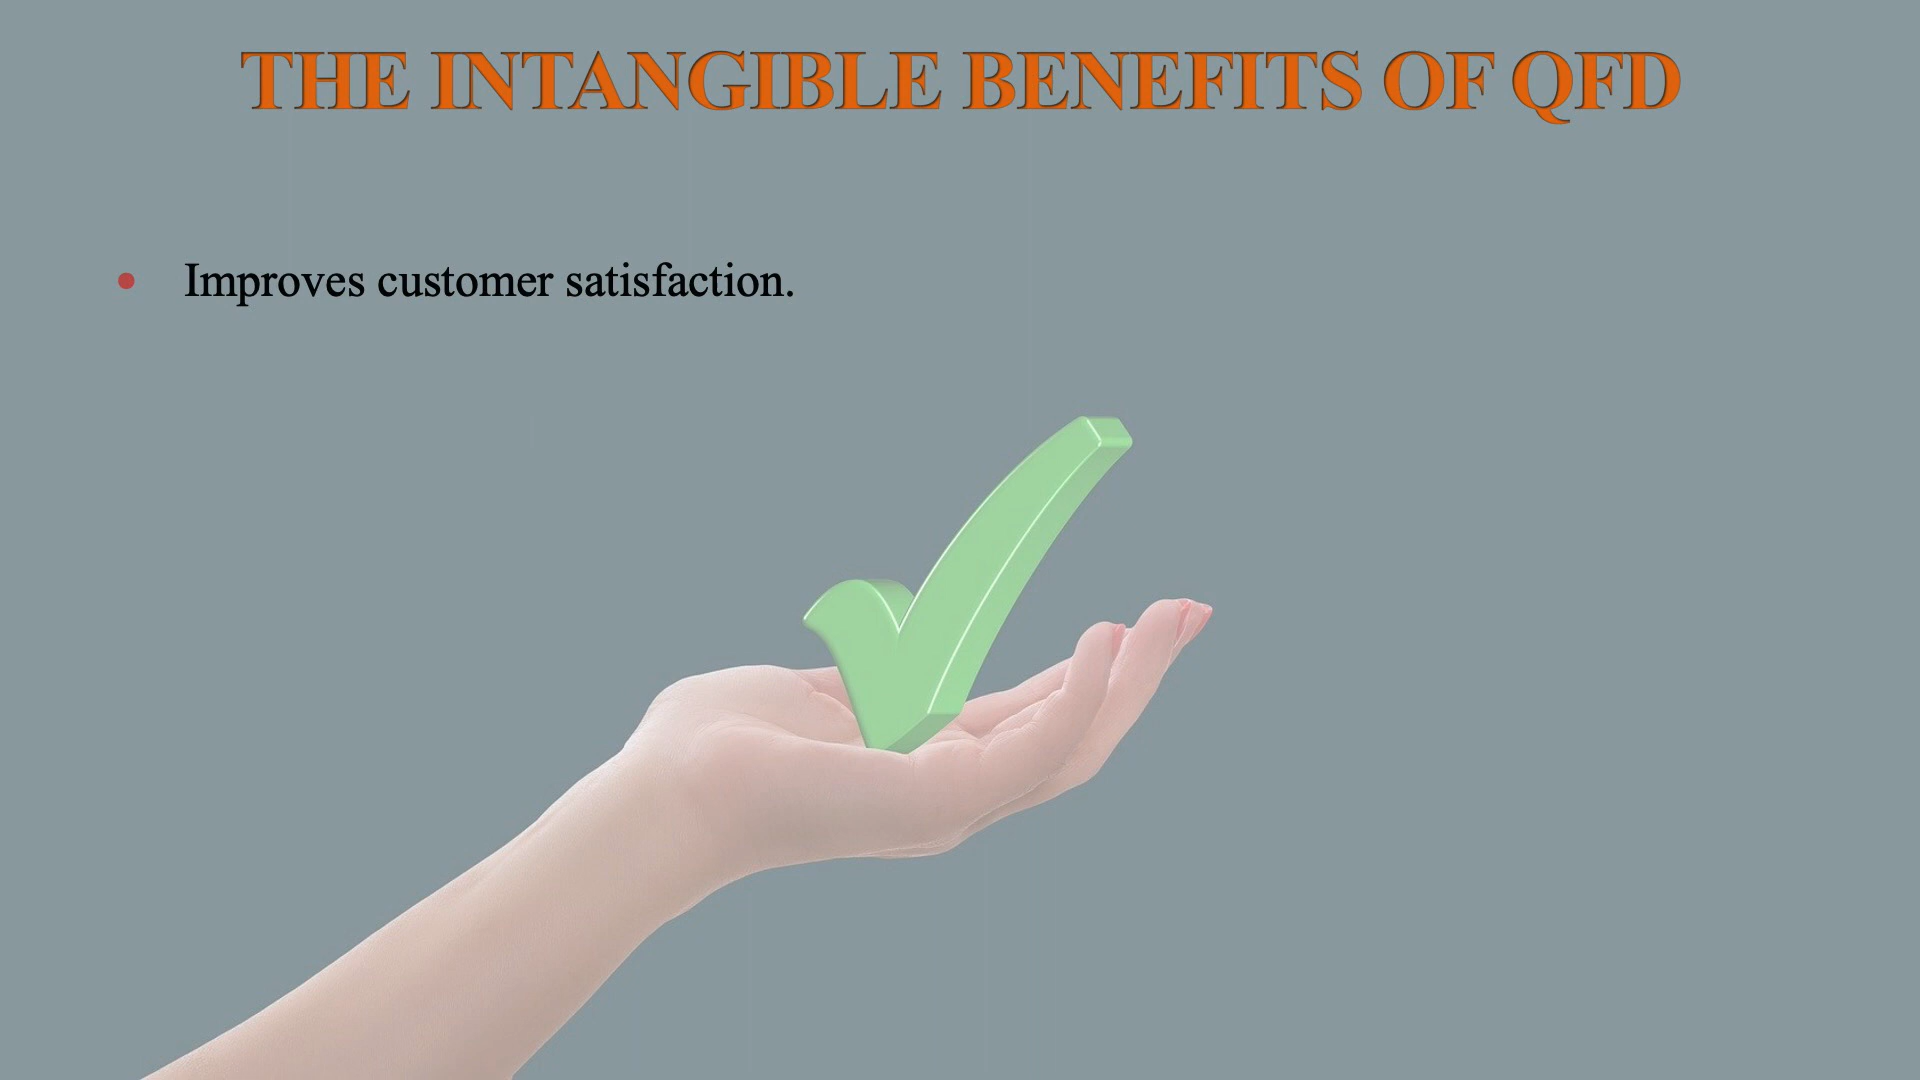 THE INTANGIBLE BENEFITS OF QFD
• Improves customer satisfaction.